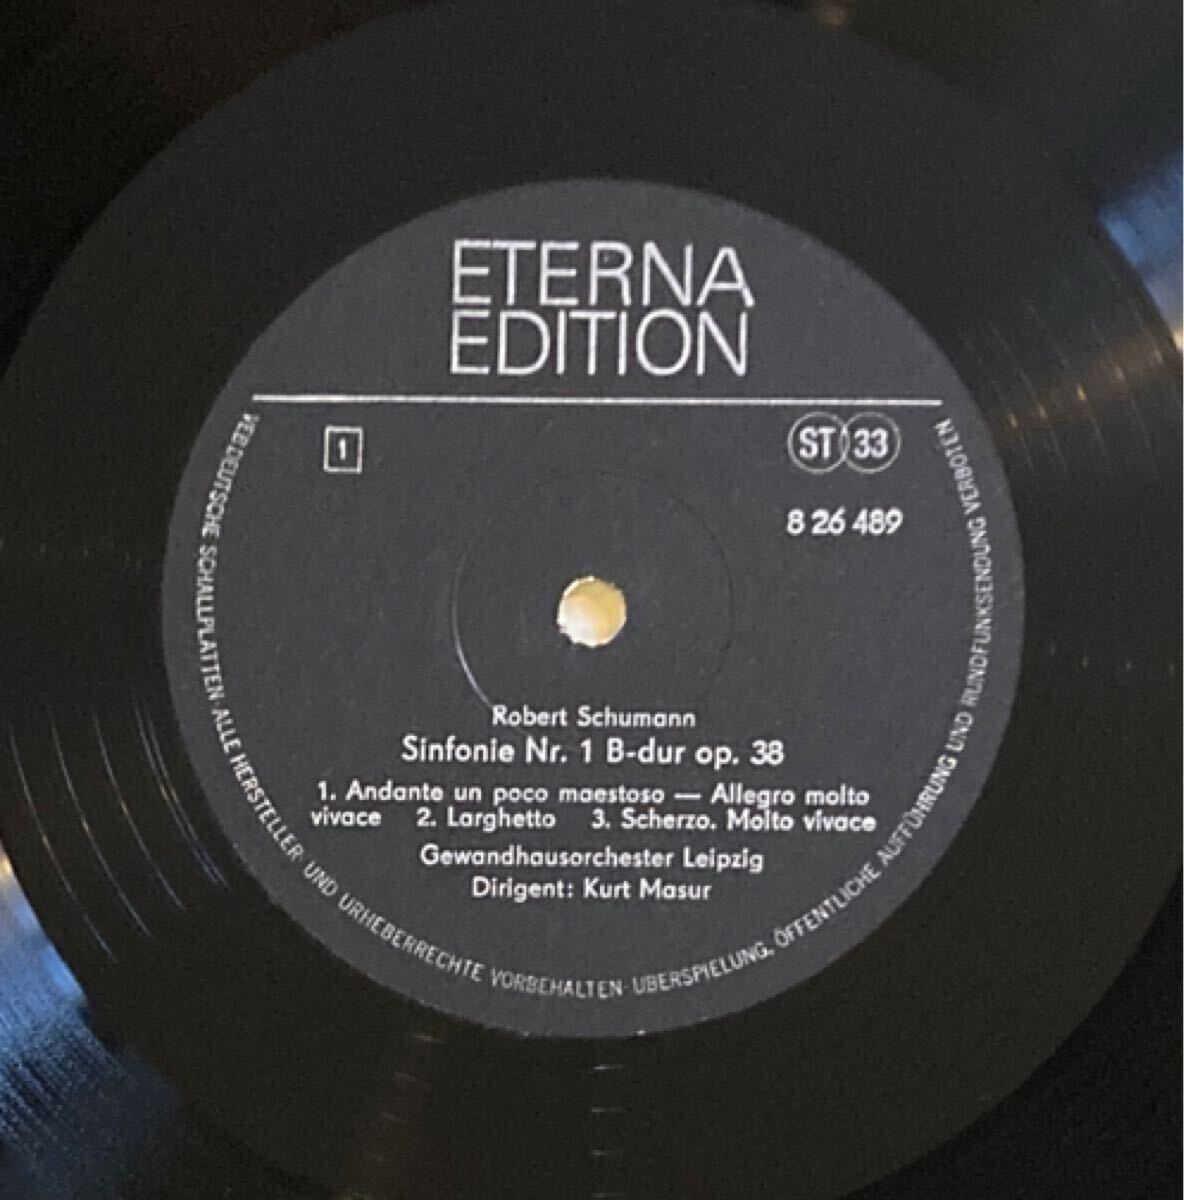 ETERNA
EDITION
1
ST 33
8 26 489
Robert Schumann
Sinfonie Nr. 1 B-dur op. 38
1. Andante un poco maestoso — Allegro molto
vivace 2. Larghetto 3. Scherzo. Molto vivace
Gewandhausorchester Leipzig
Dirigent: Kurt Masur
VEB DEUTSCHE SCHALLPLATTEN · ALLE HERSTELLER- UND URHEBERRECHTE VORBEHALTEN · ÜBERSPIELUNG, ÖFFENTLICHE AUFFÜHRUNG UND RUNDFUNKSENDUNG VERBOTEN